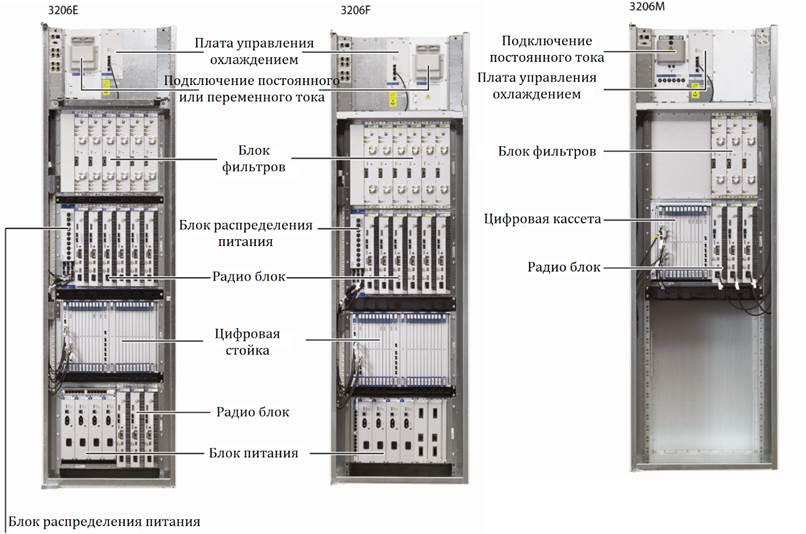 3206E
3206F
3206M
Плата управления
охлаждением
Подключение постоянного
или переменного тока
Блок
фильтров
Блок распределения
питания
Радио блок
Цифровая
стойка
Радио блок
Блок питания
Блок распределения питания
Подключение
постоянного тока
Плата управления
охлаждением
Блок фильтров
Цифровая кассета
Радио блок